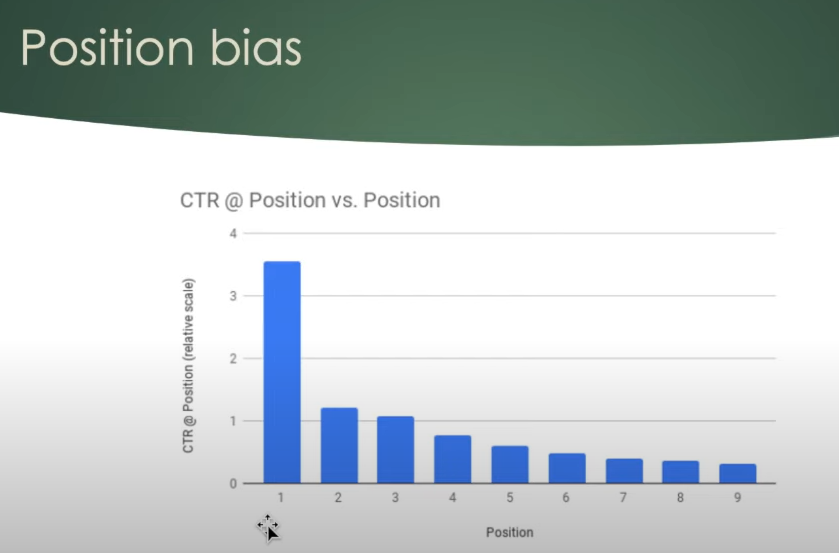 Position bias
CTR @ Position vs. Position
4
3
2
1
0
CTR @ Position (relative scale)
1 2 3 4 5 6 7 8 9
Position